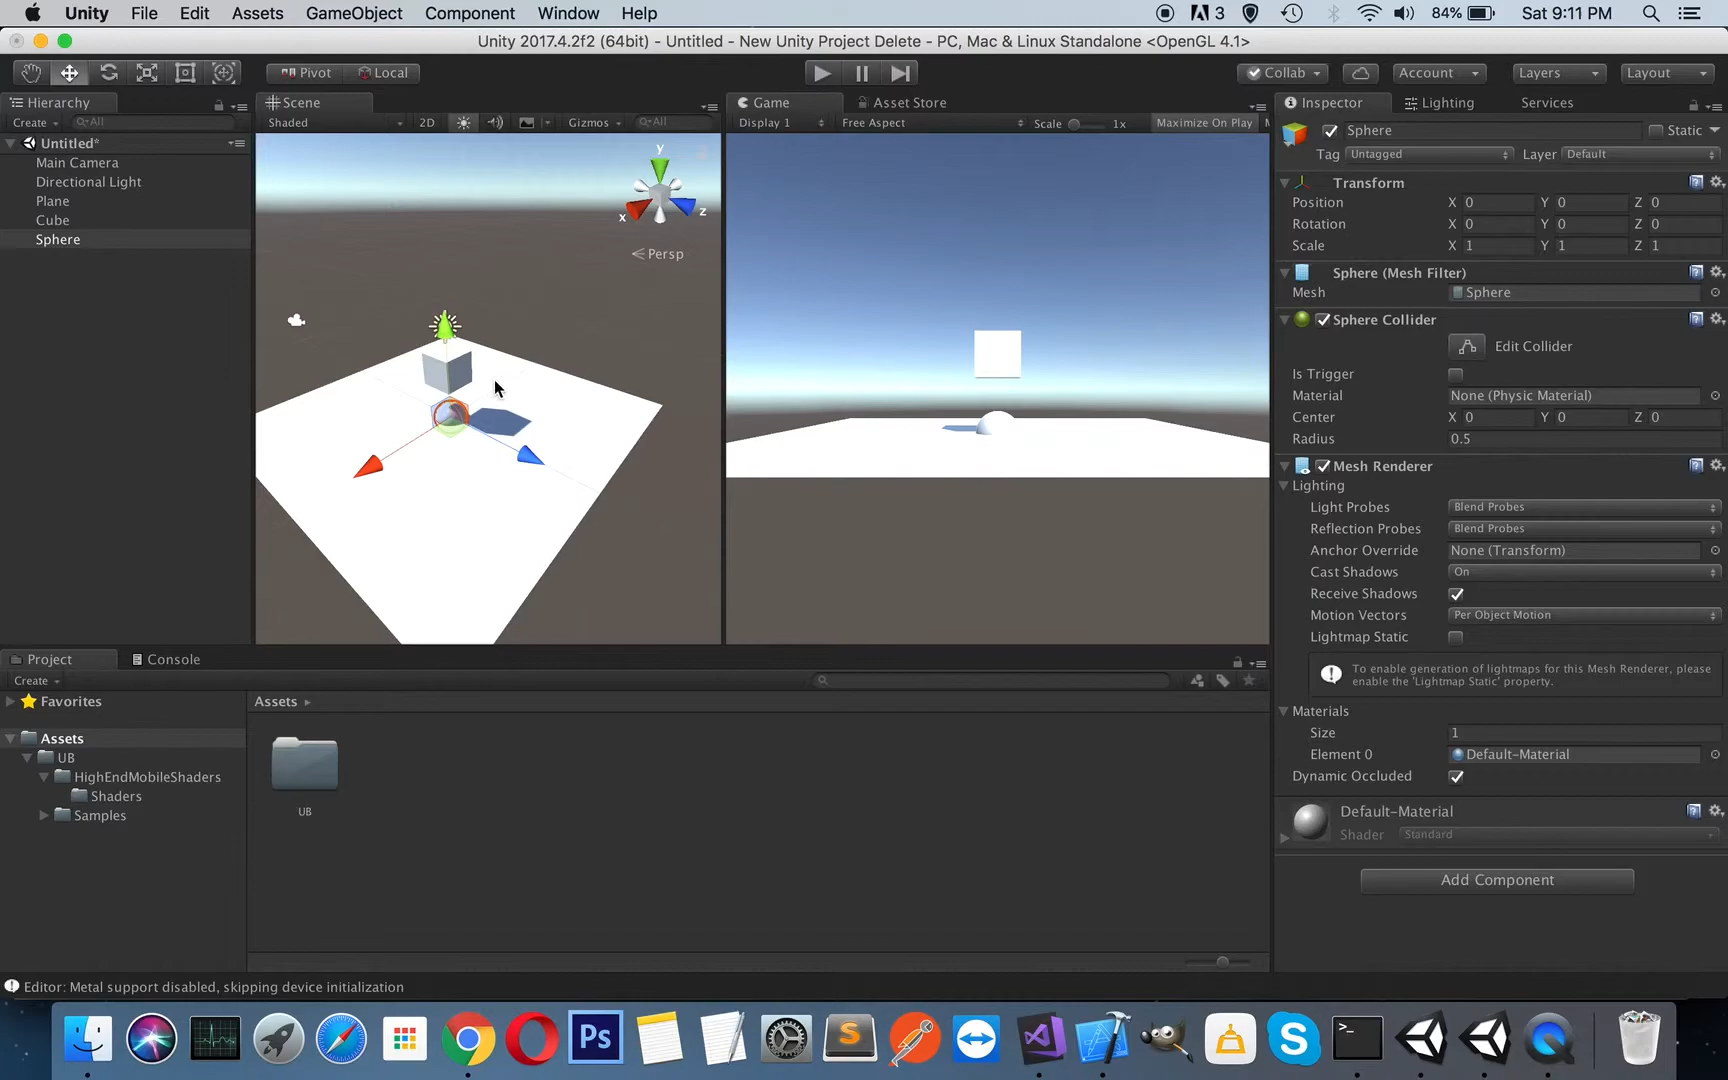 Unity File Edit Assets GameObject Component Window Help 3 84% Sat 9:11 PM
Unity 2017.4.2f2 (64bit) - Untitled - New Unity Project Delete - PC, Mac & Linux Standalone <OpenGL 4.1>
Pivot Local Collab Account Layers Layout
Hierarchy
Create All
Untitled*
Main Camera
Directional Light
Plane
Cube
Sphere
Scene
Shaded 2D Gizmos All
y
x
z
Persp
Game Asset Store
Display 1 Free Aspect Scale 1x Maximize On Play
Inspector Lighting Services
Sphere Static
Tag Untagged Layer Default
Transform
Position X 0 Y 0 Z 0
Rotation X 0 Y 0 Z 0
Scale X 1 Y 1 Z 1
Sphere (Mesh Filter)
Mesh Sphere
Sphere Collider
Edit Collider
Is Trigger
Material None (Physic Material)
Center X 0 Y 0 Z 0
Radius 0.5
Mesh Renderer
Lighting
Light Probes Blend Probes
Reflection Probes Blend Probes
Anchor Override None (Transform)
Cast Shadows On
Receive Shadows
Motion Vectors Per Object Motion
Lightmap Static
To enable generation of lightmaps for this Mesh Renderer, please
enable the 'Lightmap Static' property.
Materials
Size 1
Element 0 Default-Material
Dynamic Occluded
Default-Material
Shader Standard
Add Component
Project Console
Create
Favorites
Assets
UB
HighEndMobileShaders
Shaders
Samples
Assets
UB
Editor: Metal support disabled, skipping device initialization
Ps
S
S
>_